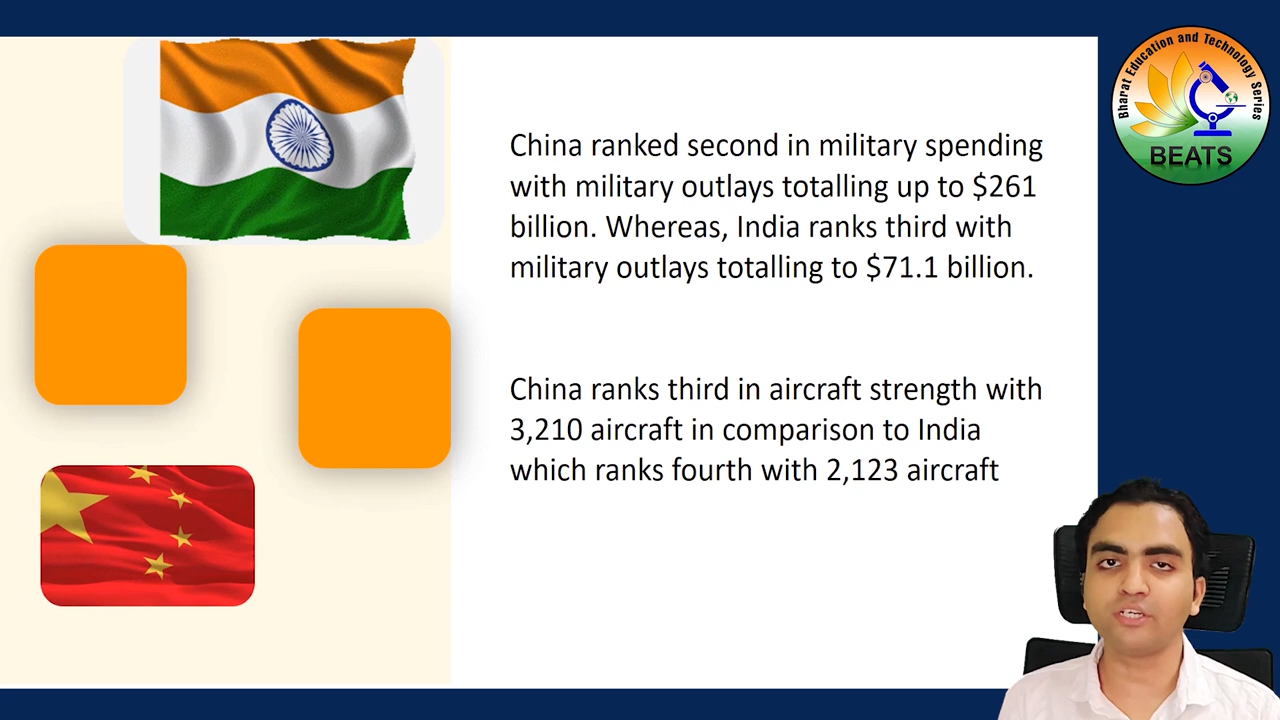 China ranked second in military spending
with military outlays totalling up to $261
billion. Whereas, India ranks third with
military outlays totalling to $71.1 billion.
China ranks third in aircraft strength with
3,210 aircraft in comparison to India
which ranks fourth with 2,123 aircraft
Bharat Education and Technology Series
BEATS